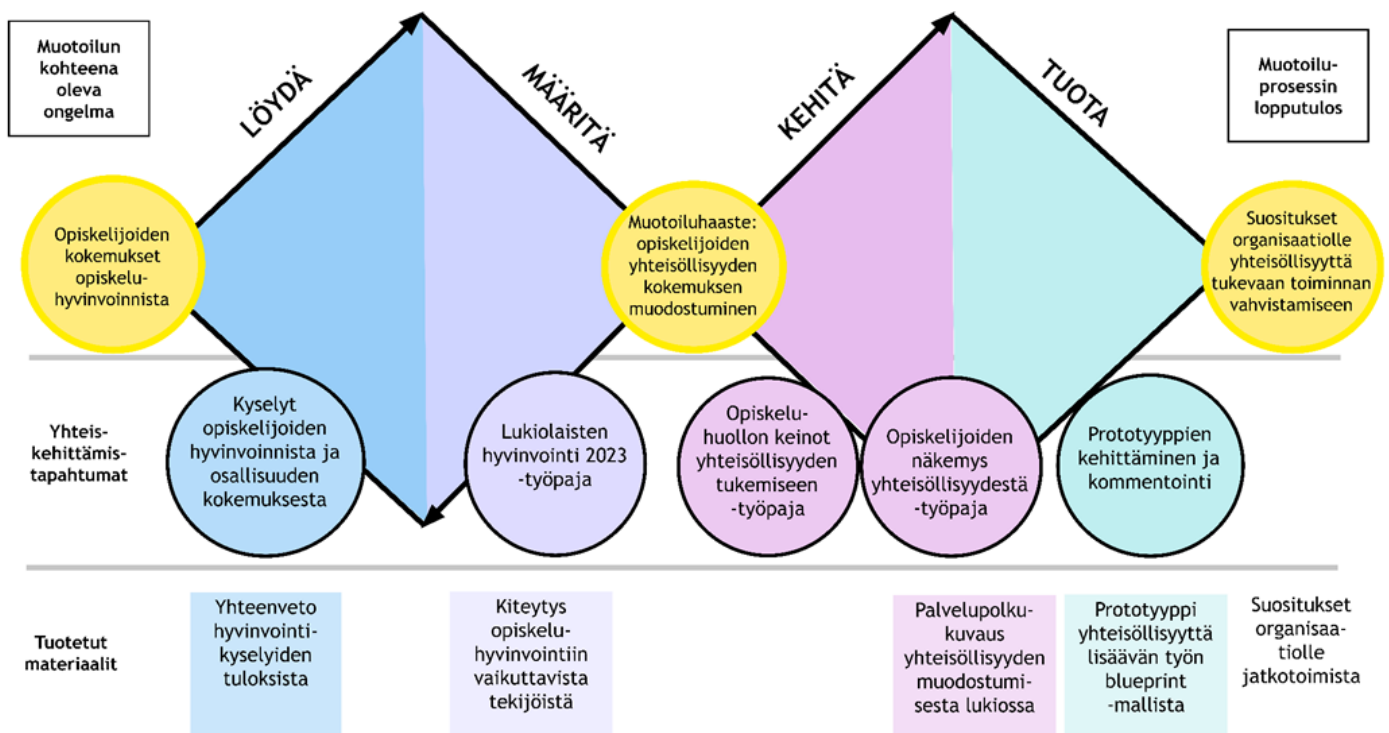 Muotoilun
kohteena
oleva
ongelma
LÖYDÄ
MÄÄRITÄ
KEHITÄ
TUOTA
Muotoilu-
prosessin
lopputulos
Opiskelijoiden
kokemukset
opiskelu-
hyvinvoinnista
Muotoiluhaaste:
opiskelijoiden
yhteisöllisyyden
kokemuksen
muodostuminen
Suositukset
organisaatiolle
yhteisöllisyyttä
tukevaan toiminnan
vahvistamiseen
Yhteis-
kehittämis-
tapahtumat
Kyselyt
opiskelijoiden
hyvinvoinnista ja
osallisuuden
kokemuksesta
Lukiolaisten
hyvinvointi 2023
-työpaja
Opiskelu-
huollon keinot
yhteisöllisyyden
tukemiseen
-työpaja
Opiskelijoiden
näkemys
yhteisöllisyydestä
-työpaja
Prototyyppien
kehittäminen ja
kommentointi
Tuotetut
materiaalit
Yhteenveto
hyvinvointi-
kyselyiden
tuloksista
Kiteytys
opiskelu-
hyvinvointiin
vaikuttavista
tekijöistä
Palvelupolku-
kuvaus
yhteisöllisyyden
muodostumi-
sesta lukiossa
Prototyyppi
yhteisöllisyyttä
lisäävän työn
blueprint
-mallista
Suositukset
organisaa-
tiolle
jatkotoimista